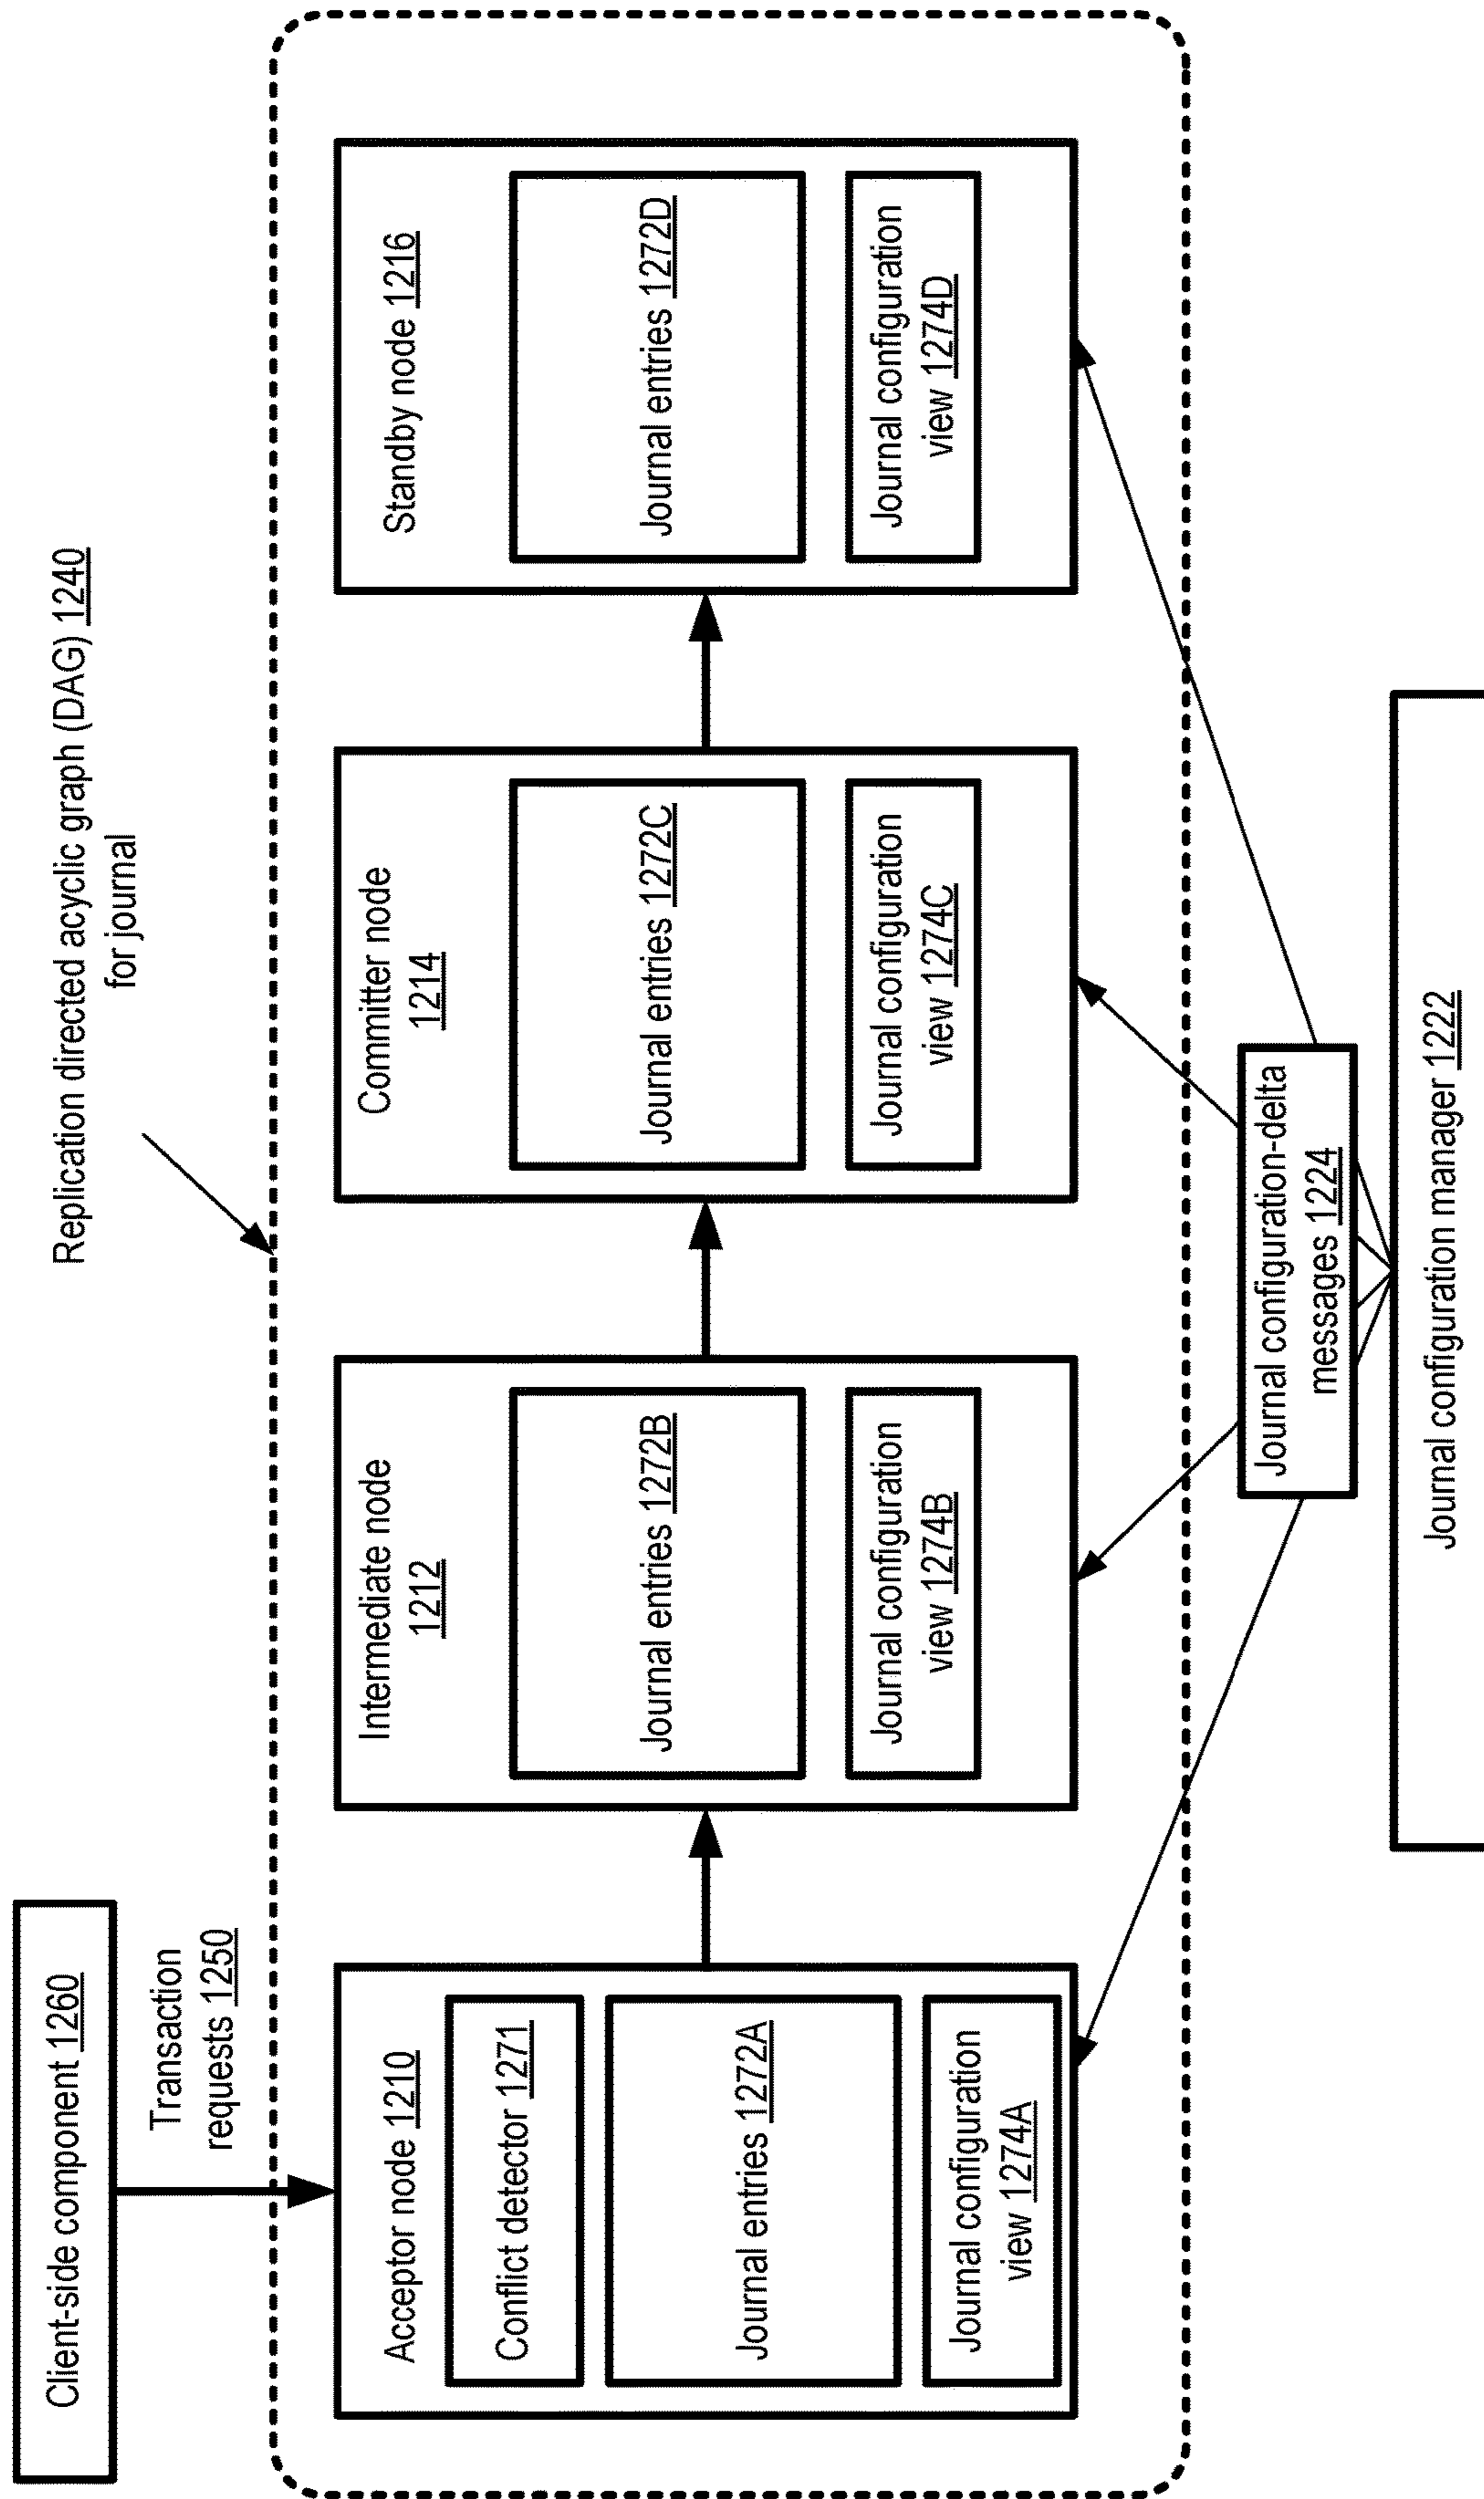 Replication directed acyclic graph (DAG) 1240
for journal
Client-side component 1260
Transaction
requests 1250
Acceptor node 1210
Conflict detector 1271
Journal entries 1272A
Journal configuration
view 1274A
Intermediate node
1212
Journal entries 1272B
Journal configuration
view 1274B
Committer node
1214
Journal entries 1272C
Journal configuration
view 1274C
Standby node 1216
Journal entries 1272D
Journal configuration
view 1274D
Journal configuration-delta
messages 1224
Journal configuration manager 1222